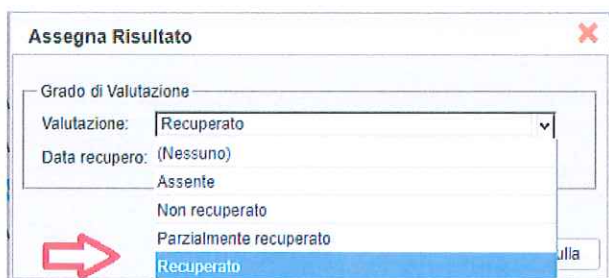 Assegna Risultato
Grado di Valutazione
Valutazione: Recuperato
Data recupero: (Nessuno)
Assente
Non recuperato
Parzialmente recuperato
Recuperato
ulla